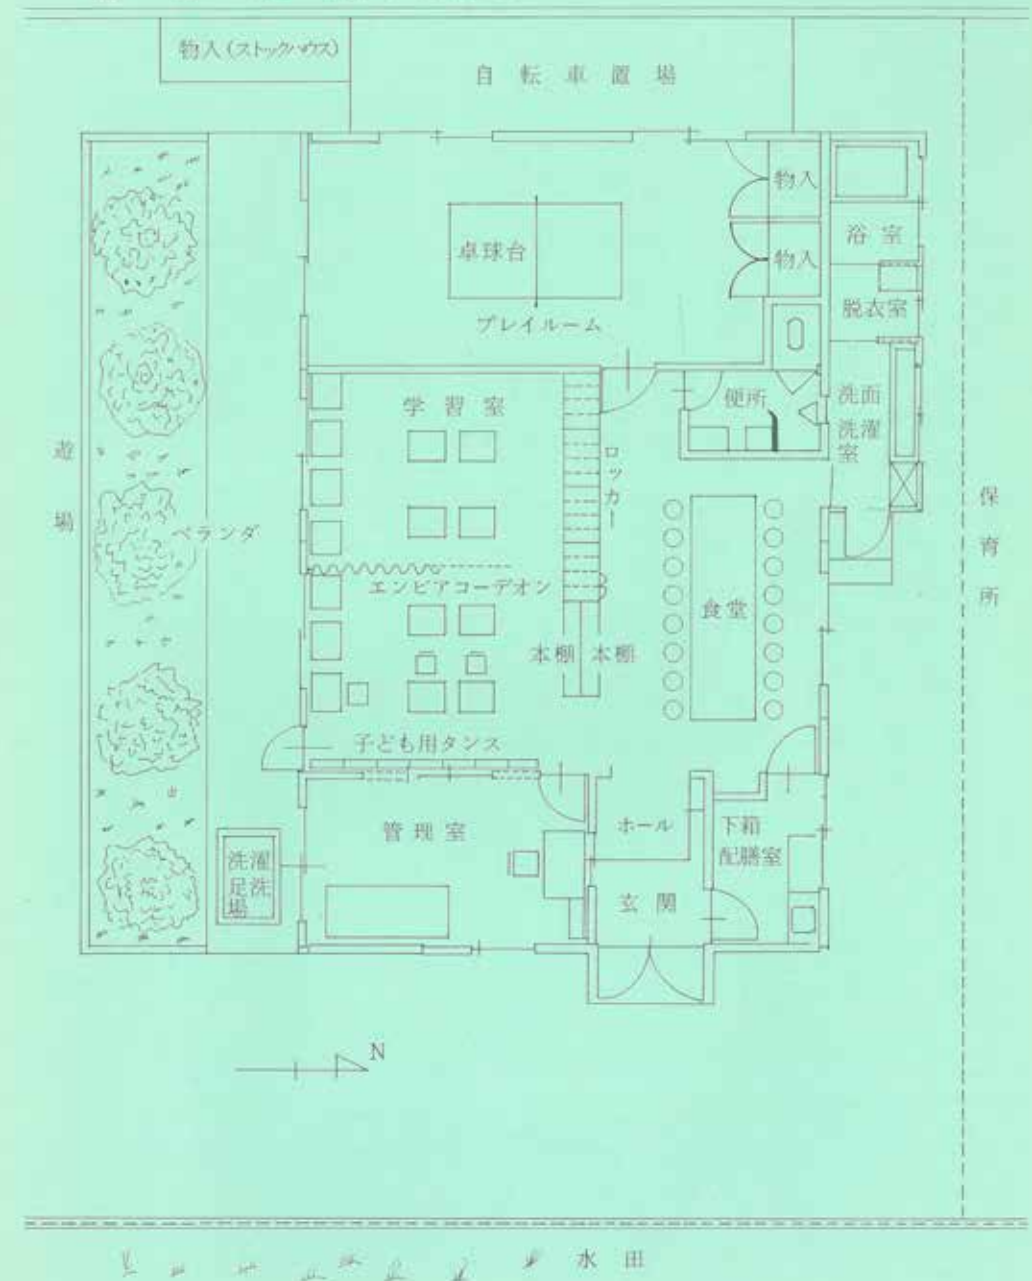 物入(ストックハウス)
自転車置場
物入
卓球台
物入
浴室
脱衣室
プレイルーム
学習室
便所
洗面
洗濯
室
ロッカー
遊場
ベランダ
保育所
エンビアコーデオン
食堂
本棚 本棚
子ども用タンス
管理室
ホール
下箱
配膳室
洗濯
足洗
場
玄関
N
水田